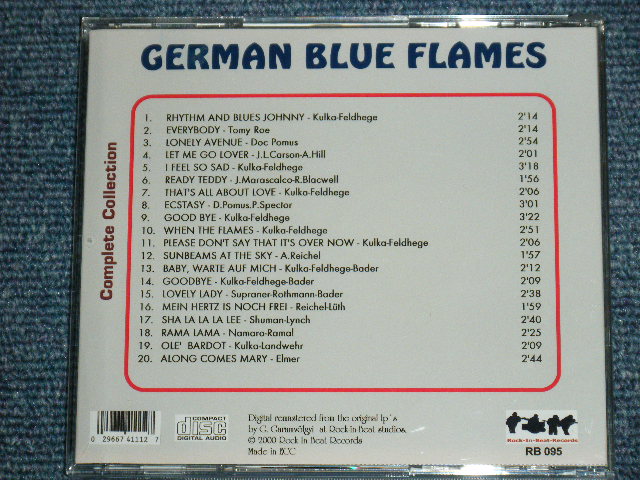 GERMAN BLUE FLAMES
Complete Collection
1. RHYTHM AND BLUES JOHNNY - Kulka-Feldhege 2'14
2. EVERYBODY - Tomy Roe 2'14
3. LONELY AVENUE - Doc Pomus 2'54
4. LET ME GO LOVER - J.L.Carson-A.Hill 2'01
5. I FEEL SO SAD - Kulka-Feldhege 3'18
6. READY TEDDY - J.Marascalco-R.Blacwell 1'56
7. THAT'S ALL ABOUT LOVE - Kulka-Feldhege 2'06
8. ECSTASY - D.Pomus.P.Spector 3'01
9. GOOD BYE - Kulka-Feldhege 3'22
10. WHEN THE FLAMES - Kulka-Feldhege 2'51
11. PLEASE DON'T SAY THAT IT'S OVER NOW - Kulka-Feldhege 2'06
12. SUNBEAMS AT THE SKY - A.Reichel 1'57
13. BABY, WARTE AUF MICH - Kulka-Feldhege-Bader 2'12
14. GOODBYE - Kulka-Feldhege-Bader 2'09
15. LOVELY LADY - Supraner-Rothmann-Bader 2'38
16. MEIN HERTZ IS NOCH FREI - Reichel-Lüth 1'59
17. SHA LA LA LA LEE - Shuman-Lynch 2'40
18. RAMA LAMA - Namara-Ramal 2'25
19. OLE' BARDOT - Kulka-Landwehr 2'09
20. ALONG COMES MARY - Elmer 2'44
0 29667 41112 7
COMPACT
disc
DIGITAL AUDIO
Digital remastered from the original lp's
by C. at Rock in Beat studios.
© 2000 Rock In Beat Records
Made in
Rock-In-Beat-Records
RB 095